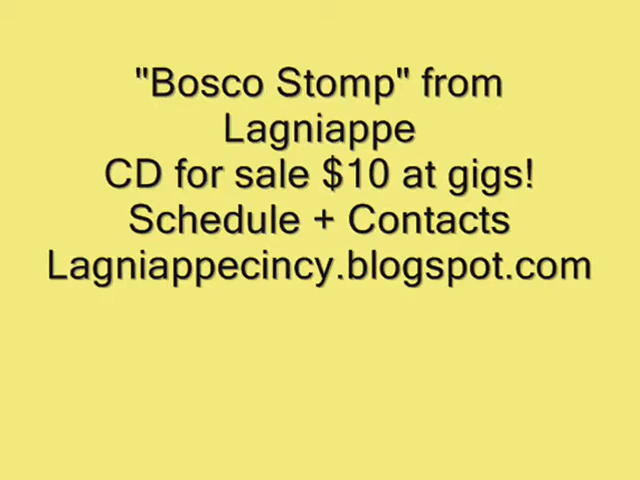 "Bosco Stomp" from
Lagniappe
CD for sale $10 at gigs!
Schedule + Contacts
Lagniappecincy.blogspot.com